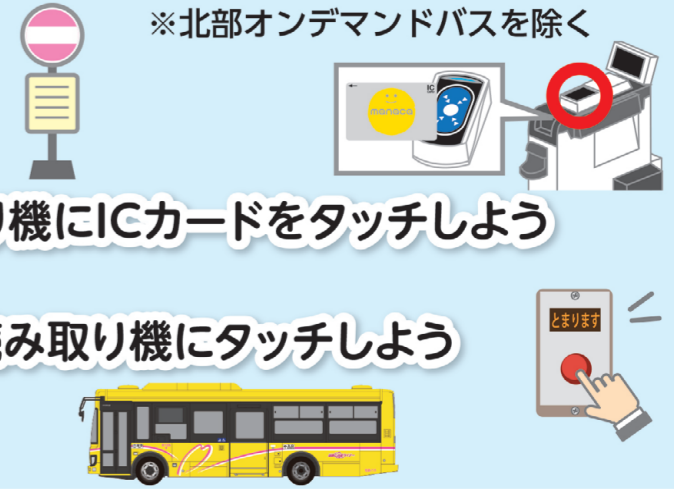 ※北部オンデマンドバスを除く
IC
manaca
り機にICカードをタッチしよう
とまります
み取り機にタッチしよう